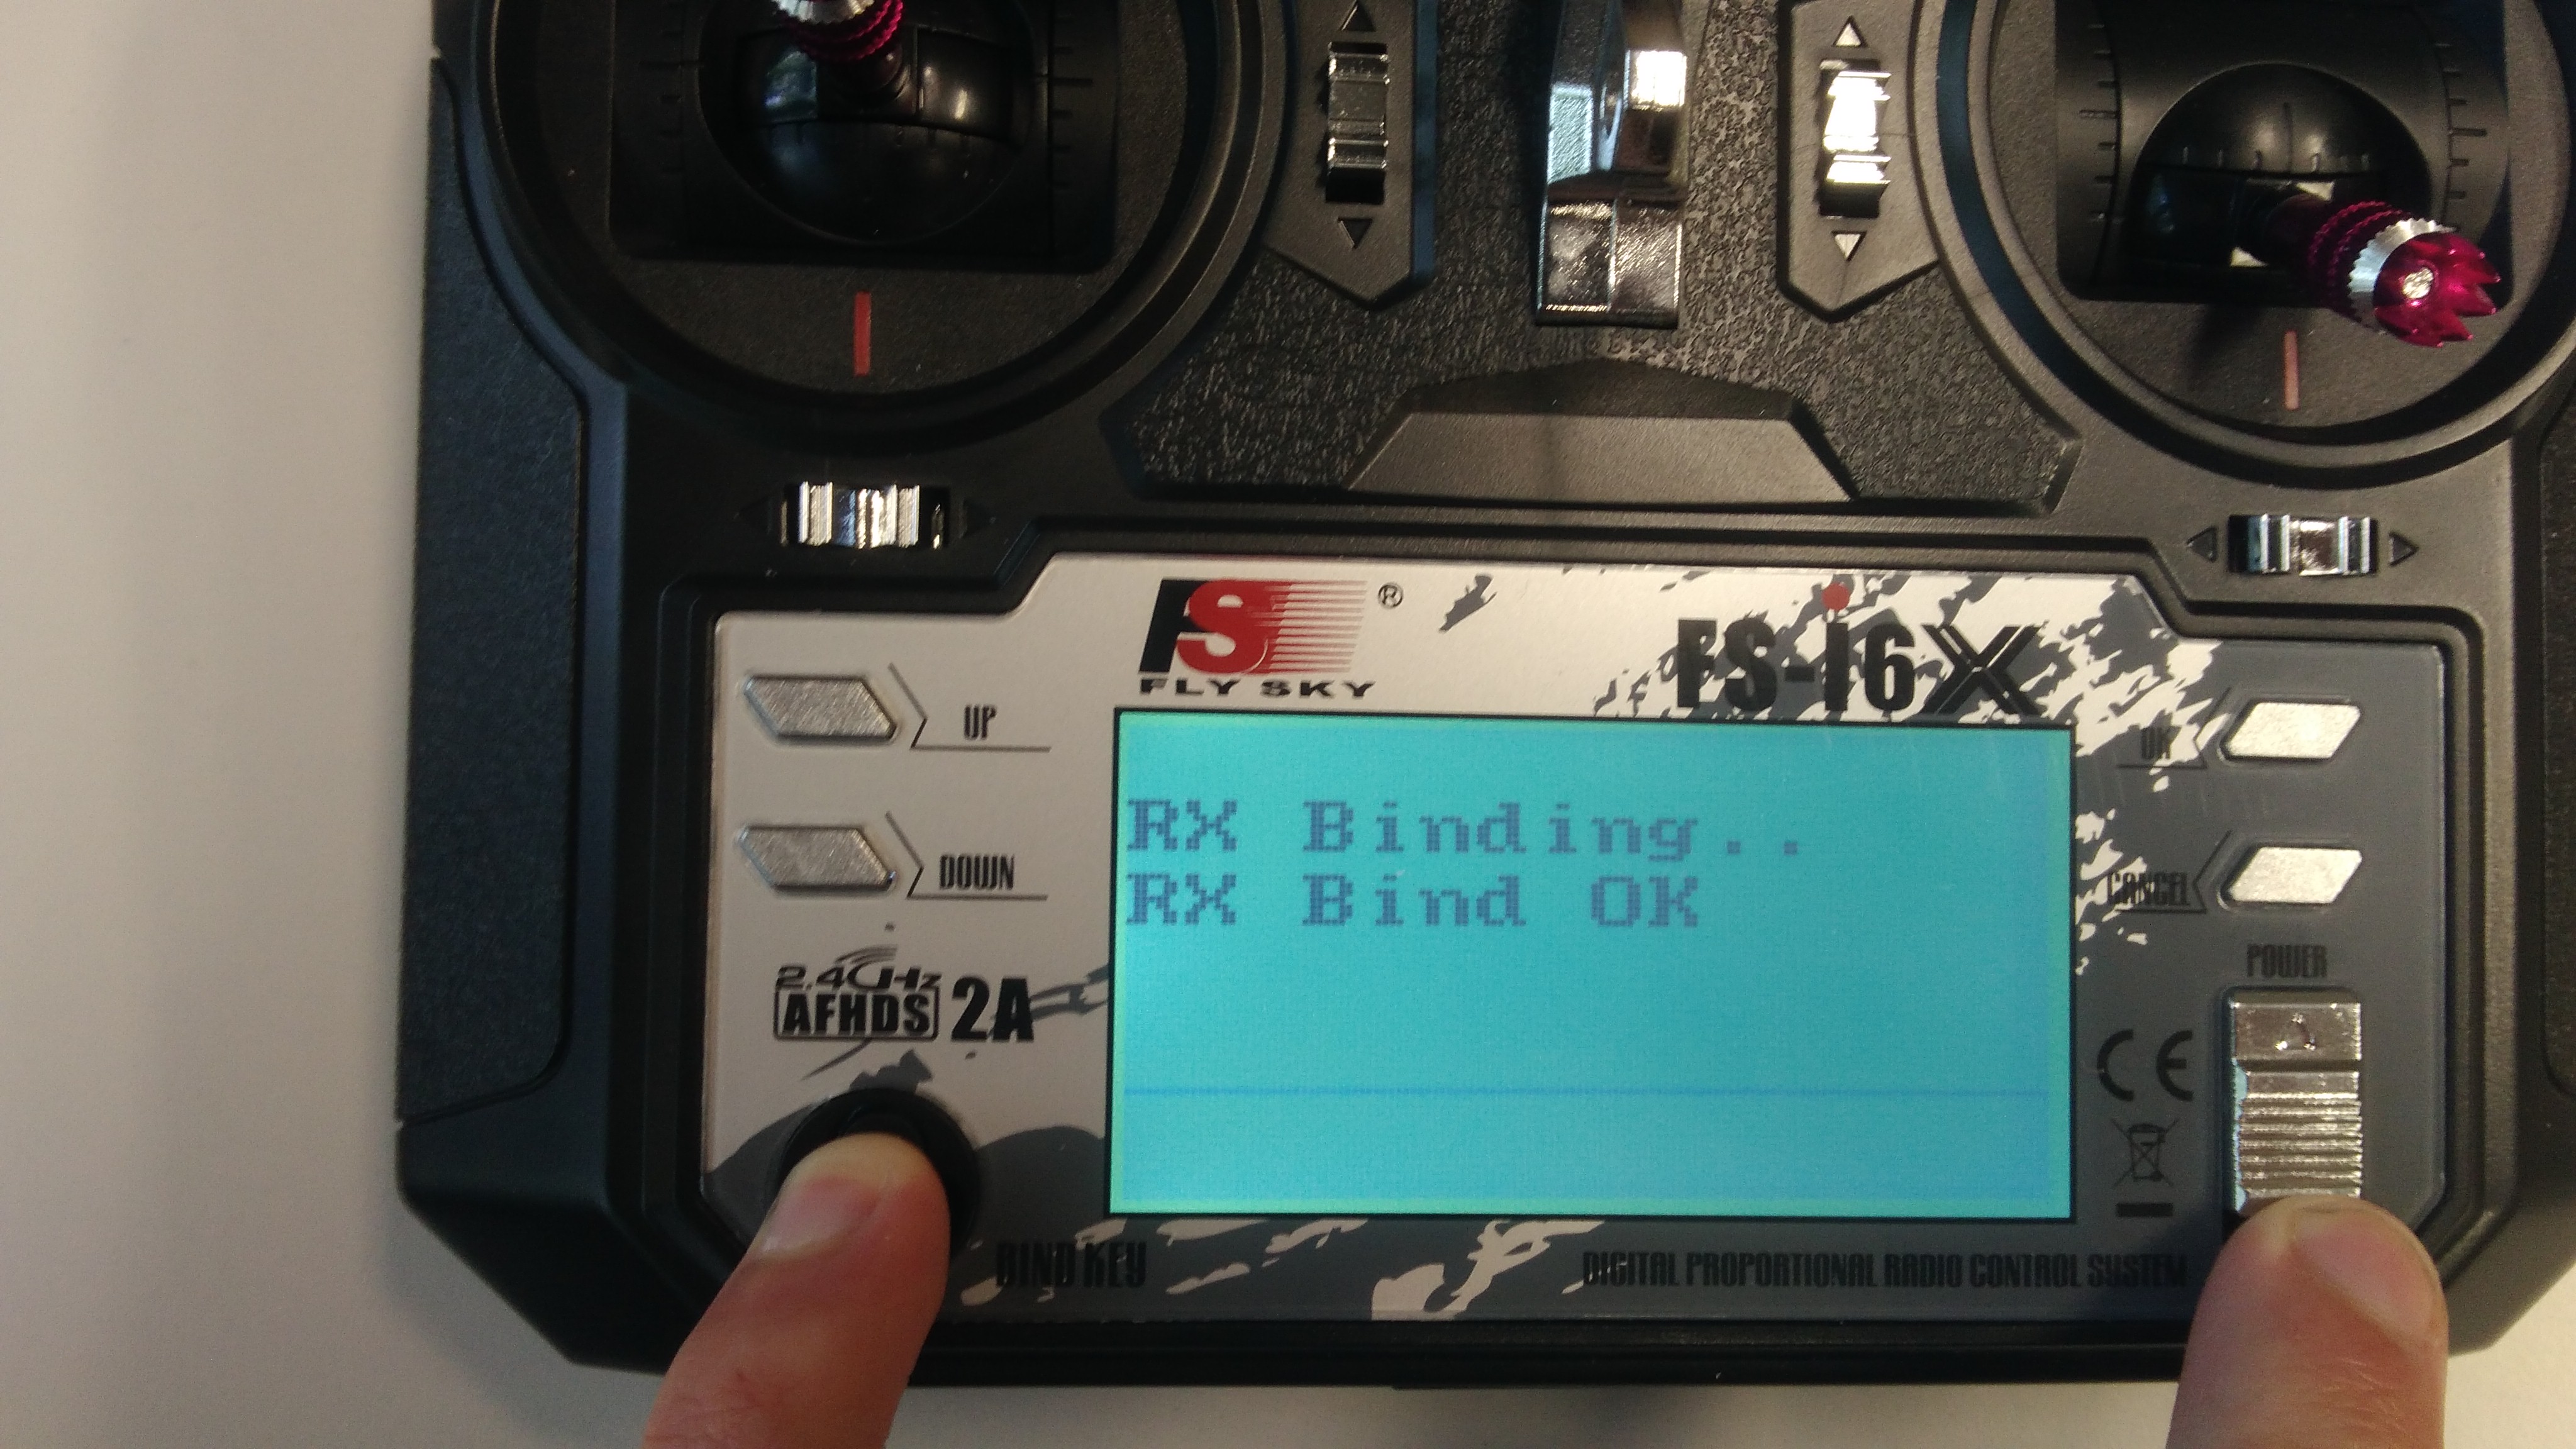 FS®
FLY SKY
FS-i6X
UP
OK
DOWN
RX Binding..
RX Bind OK
CANCEL
POWER
2.4GHz
AFHDS 2A
CE
BIND KEY
DIGITAL PROPORTIONAL RADIO CONTROL SYSTEM